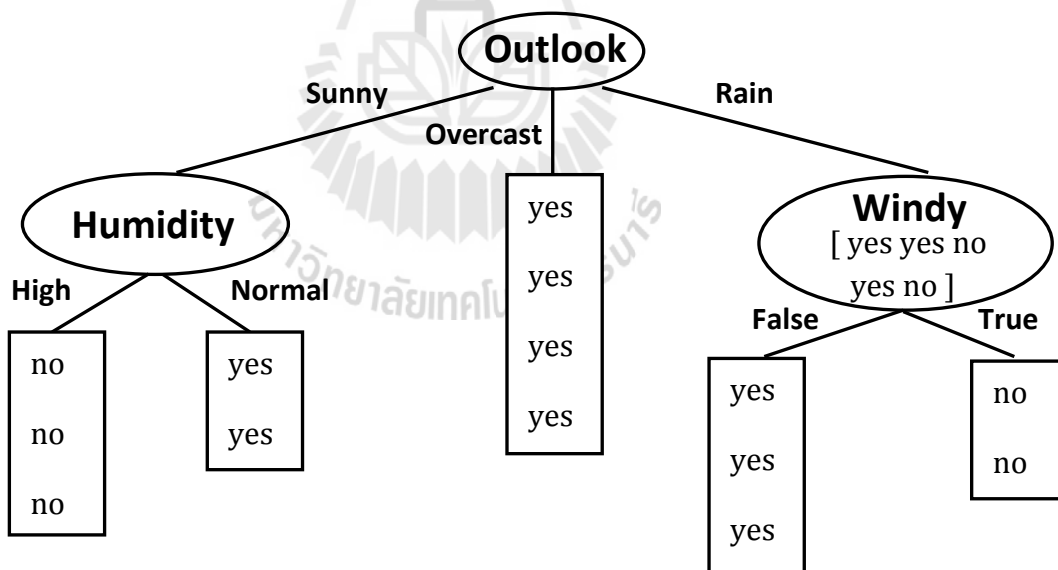 Outlook
Sunny
Overcast
Rain
Humidity
High
Normal
no
no
no
yes
yes
yes
yes
yes
yes
Windy
[ yes yes no
yes no ]
False
True
yes
yes
yes
no
no